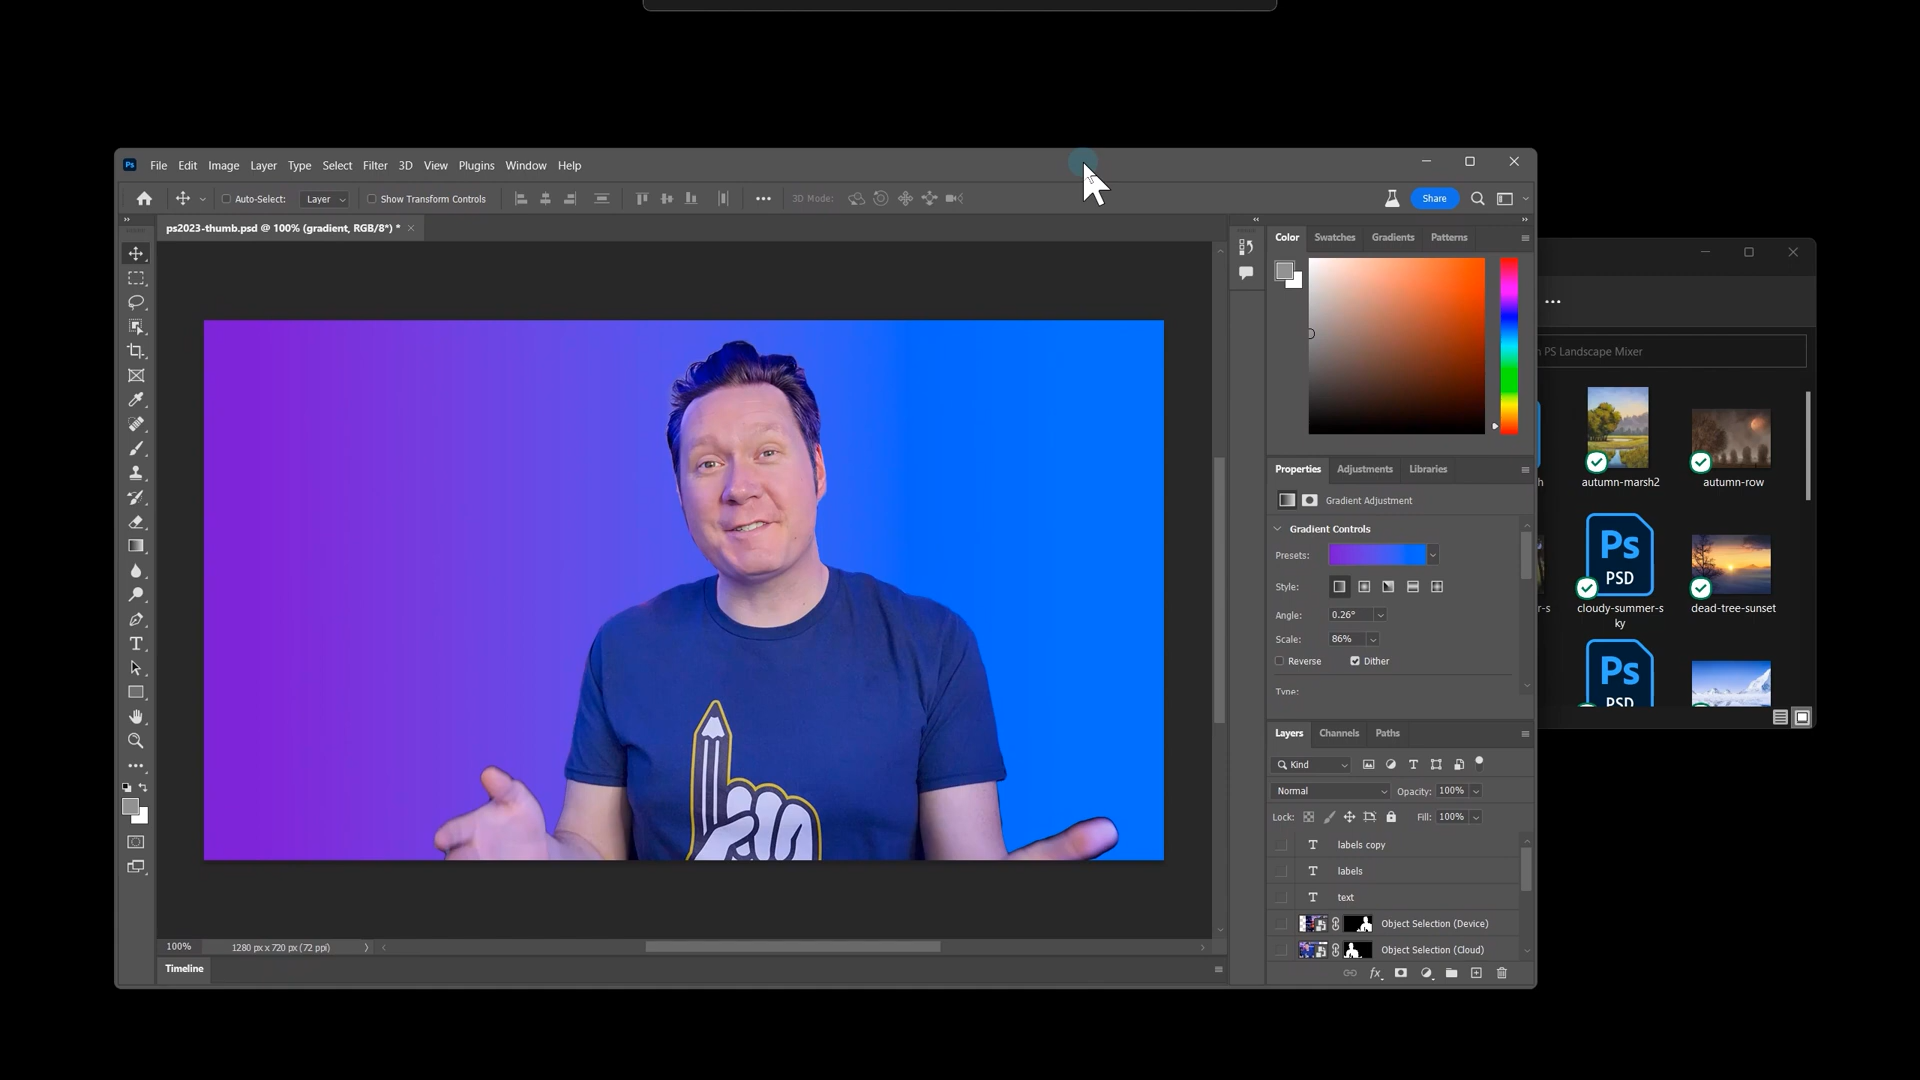 Ps File Edit Image Layer Type Select Filter 3D View Plugins Window Help
Auto-Select: Layer Show Transform Controls 3D Mode: Share
ps2023-thumb.psd @ 100% (gradient, RGB/8*) *
Color Swatches Gradients Patterns
PS Landscape Mixer
autumn-marsh2 autumn-row
Properties Adjustments Libraries
Gradient Adjustment
Gradient Controls
Presets:
Style:
Angle: 0.26°
Scale: 86%
Reverse Dither
Type:
Ps
PSD
cloudy-summer-s
ky
dead-tree-sunset
Ps
PSD
Layers Channels Paths
Kind
Normal Opacity: 100%
Lock: Fill: 100%
T labels copy
T labels
T text
Object Selection (Device)
Object Selection (Cloud)
100% 1280 px x 720 px (72 ppi)
Timeline